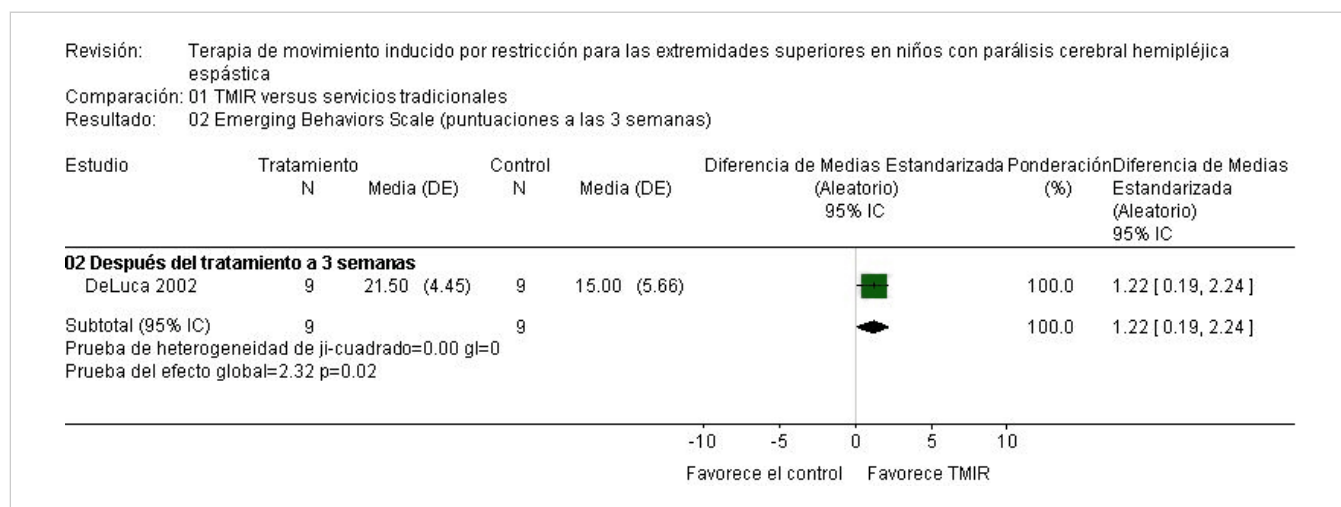 Revisión: Terapia de movimiento inducido por restricción para las extremidades superiores en niños con parálisis cerebral hemipléjica
espástica
Comparación: 01 TMIR versus servicios tradicionales
Resultado: 02 Emerging Behaviors Scale (puntuaciones a las 3 semanas)
Estudio Tratamiento Control Diferencia de Medias Estandarizada Ponderación Diferencia de Medias
N Media (DE) N Media (DE) (Aleatorio) (%) Estandarizada
95% IC (Aleatorio)
95% IC
02 Después del tratamiento a 3 semanas
DeLuca 2002 9 21.50 (4.45) 9 15.00 (5.66) 100.0 1.22 [ 0.19, 2.24 ]
Subtotal (95% IC) 9 9 100.0 1.22 [ 0.19, 2.24 ]
Prueba de heterogeneidad de ji-cuadrado=0.00 gl=0
Prueba del efecto global=2.32 p=0.02
-10 -5 0 5 10
Favorece el control Favorece TMIR